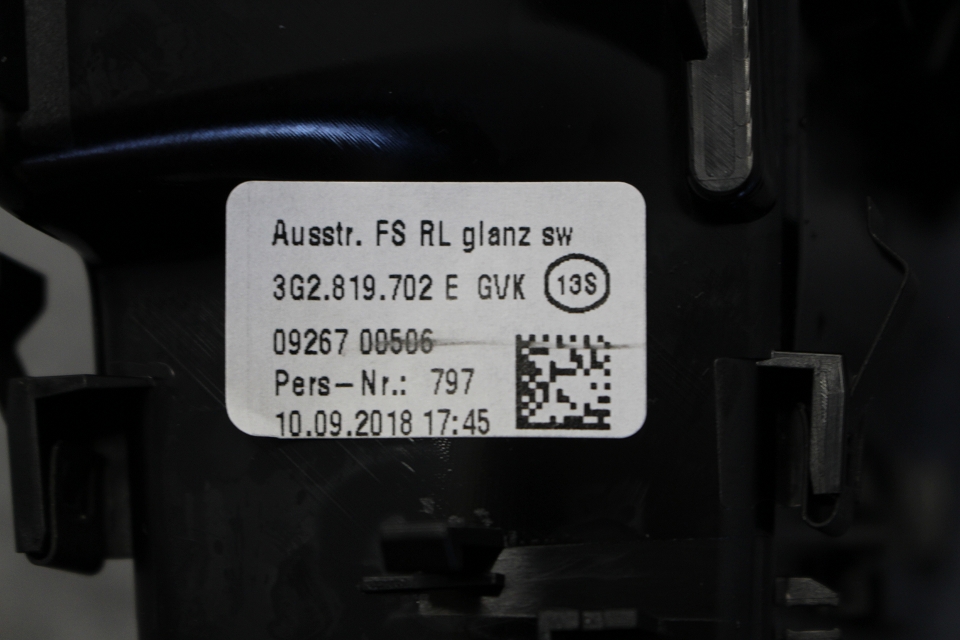 Ausstr. FS RL glanz sw
3G2.819.702 E GVK 13S
09267 00506
Pers-Nr.: 797
10.09.2018 17:45